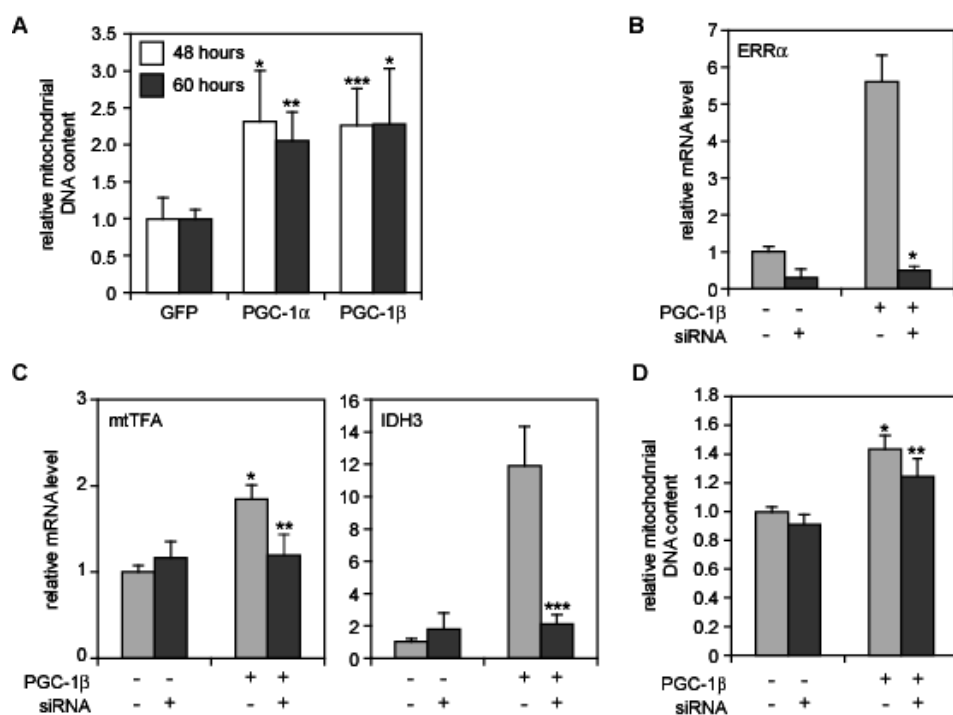 A
relative mitochodnrial
DNA content
3.5
3.0
2.5
2.0
1.5
1.0
0.5
0
48 hours
60 hours
* ** *** *
GFP PGC-1α PGC-1β
B
relative mRNA level
ERRα
7
6
5
4
3
2
1
0
*
PGC-1β - - + +
siRNA - + - +
C
relative mRNA level
mtTFA
3
2
1
0
* **
IDH3
16
14
12
10
8
6
4
2
0
***
PGC-1β - - + + - - + +
siRNA - + - + - + - +
D
relative mitochodnrial
DNA content
1.8
1.6
1.4
1.2
1.0
0.8
0.6
0.4
0.2
0
* **
PGC-1β - - + +
siRNA - + - +